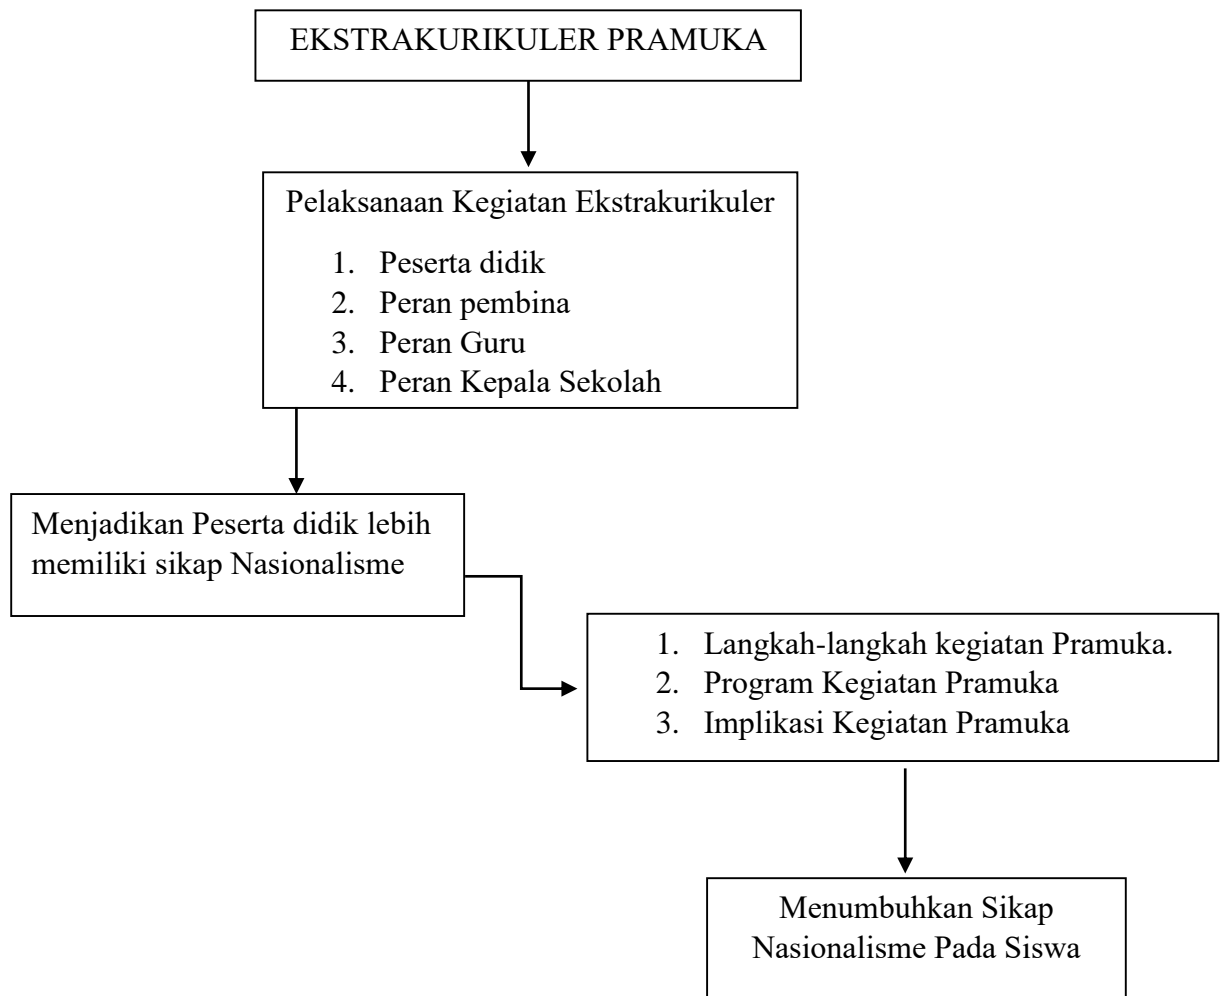 EKSTRAKURIKULER PRAMUKA
Pelaksanaan Kegiatan Ekstrakurikuler
1. Peserta didik
2. Peran pembina
3. Peran Guru
4. Peran Kepala Sekolah
Menjadikan Peserta didik lebih
memiliki sikap Nasionalisme
1. Langkah-langkah kegiatan Pramuka.
2. Program Kegiatan Pramuka
3. Implikasi Kegiatan Pramuka
Menumbuhkan Sikap
Nasionalisme Pada Siswa